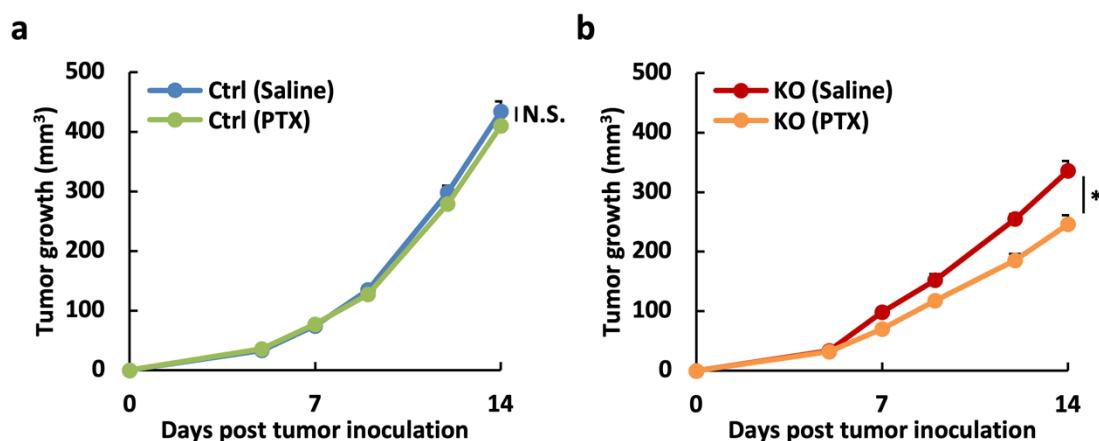 a
500
400
300
200
100
0
Tumor growth (mm³)
Ctrl (Saline)
Ctrl (PTX)
N.S.
0 7 14
Days post tumor inoculation
b
500
400
300
200
100
0
Tumor growth (mm³)
KO (Saline)
KO (PTX)
*
0 7 14
Days post tumor inoculation